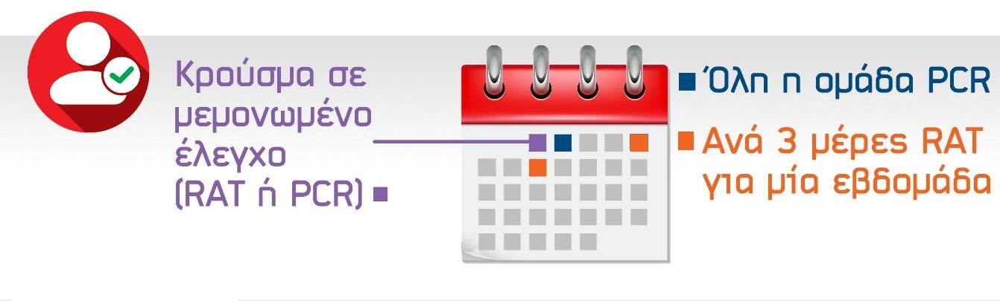 Κρούσμα σε
μεμονωμένο
έλεγχο
(RAT ή PCR)
Όλη η ομάδα PCR
Ανά 3 μέρες RAT
για μία εβδομάδα